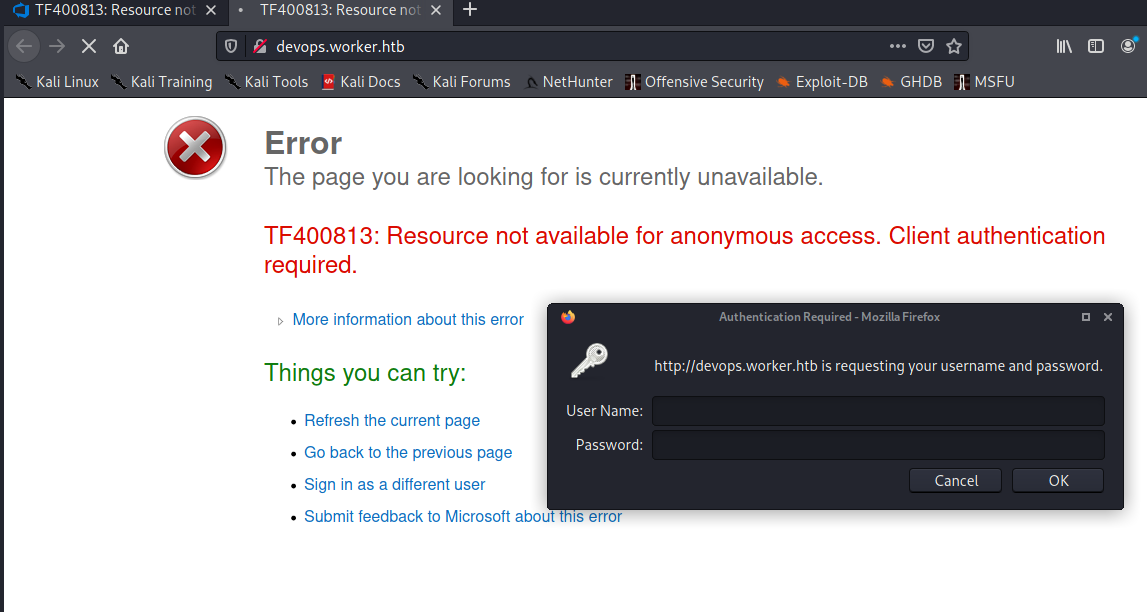 TF400813: Resource not
TF400813: Resource not
devops.worker.htb
Kali Linux Kali Training Kali Tools Kali Docs Kali Forums NetHunter Offensive Security Exploit-DB GHDB MSFU
Error
The page you are looking for is currently unavailable.
TF400813: Resource not available for anonymous access. Client authentication
required.
More information about this error
Things you can try:
Refresh the current page
Go back to the previous page
Sign in as a different user
Submit feedback to Microsoft about this error
Authentication Required - Mozilla Firefox
http://devops.worker.htb is requesting your username and password.
User Name:
Password:
Cancel OK